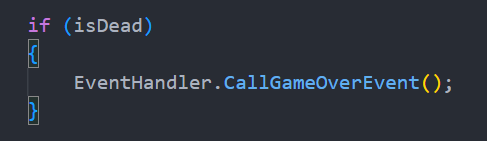 if (isDead)
{
    EventHandler.CallGameOverEvent();
}